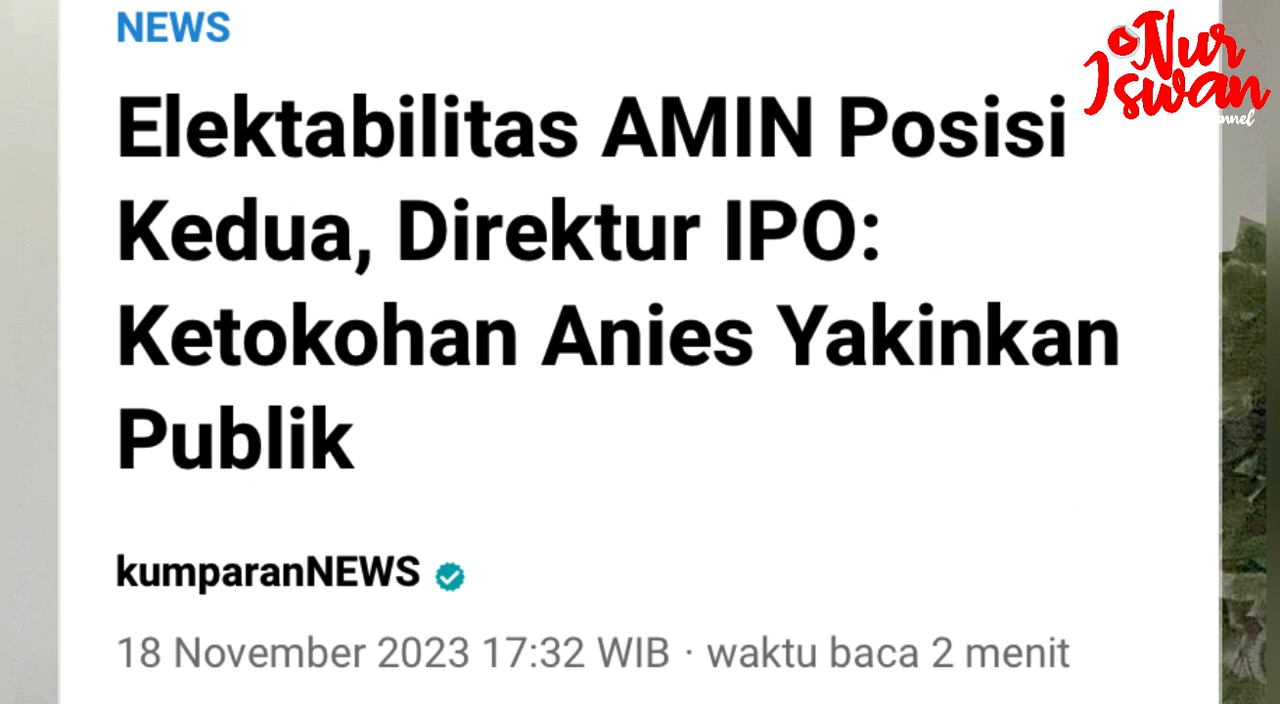 NEWS
Nur
Iswan
Elektabilitas AMIN Posisi
Kedua, Direktur IPO:
Ketokohan Anies Yakinkan
Publik
kumparanNEWS
18 November 2023 17:32 WIB · waktu baca 2 menit